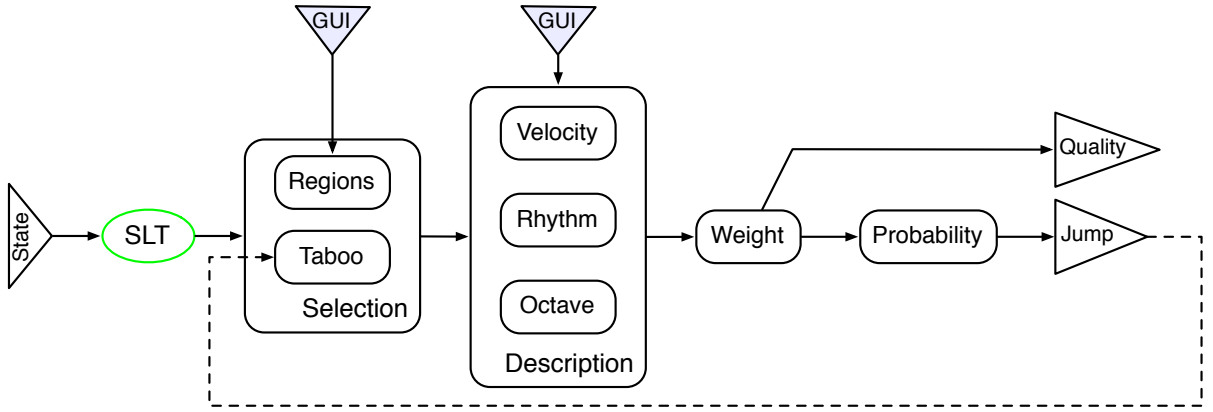 GUI
GUI
State
SLT
Regions
Taboo
Selection
Velocity
Rhythm
Octave
Description
Weight
Probability
Quality
Jump